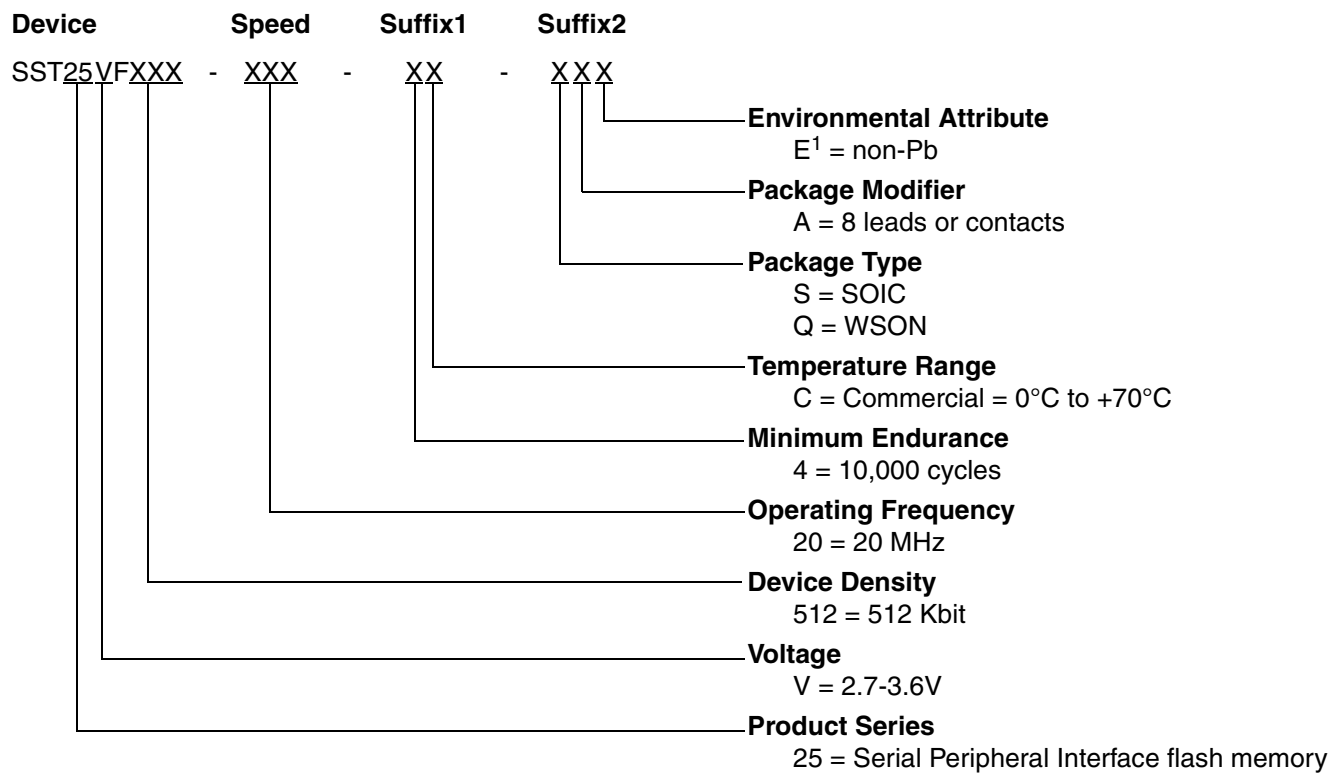 Device Speed Suffix1 Suffix2
SST25VFXXX - XXX - XX - XXX
Environmental Attribute
E1 = non-Pb
Package Modifier
A = 8 leads or contacts
Package Type
S = SOIC
Q = WSON
Temperature Range
C = Commercial = 0°C to +70°C
Minimum Endurance
4 = 10,000 cycles
Operating Frequency
20 = 20 MHz
Device Density
512 = 512 Kbit
Voltage
V = 2.7-3.6V
Product Series
25 = Serial Peripheral Interface flash memory